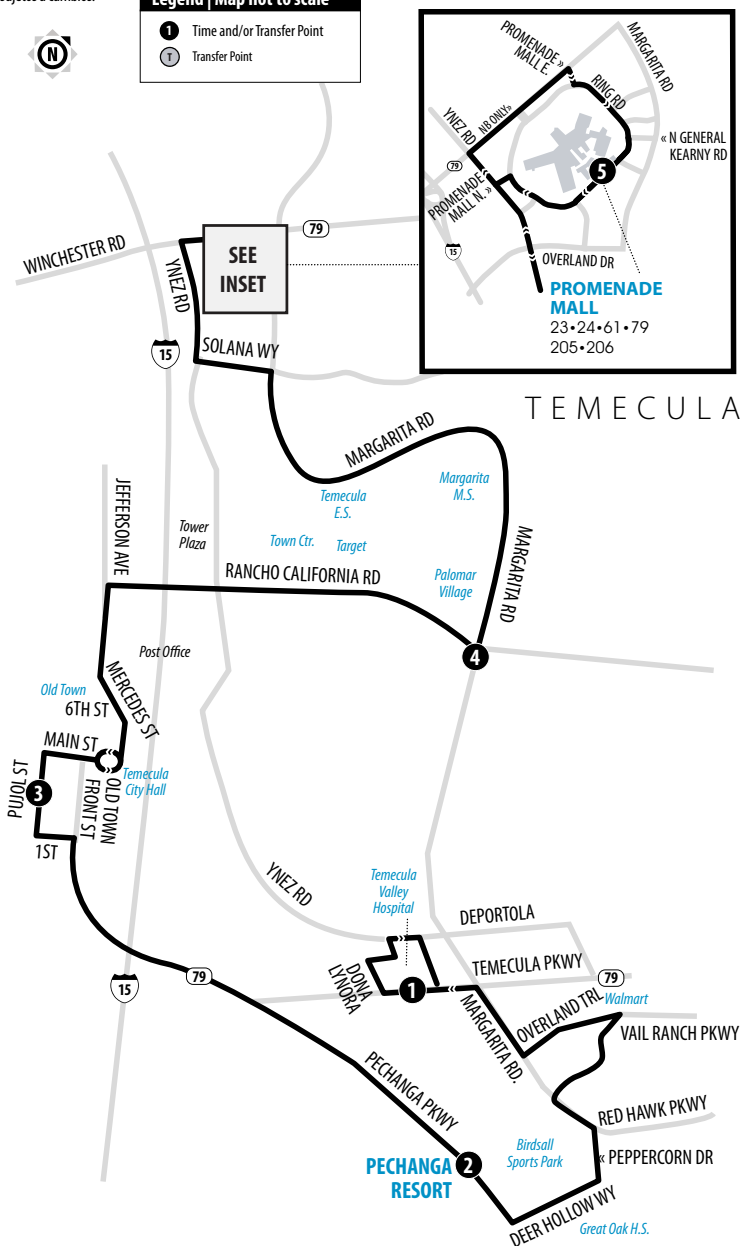 Legend | Map not to scale
1 Time and/or Transfer Point
T Transfer Point
N
PROMENADE »
MALL E.
MARGARITA RD
RING RD
YNEZ RD
NB ONLY»
79
« N GENERAL
KEARNY RD
5
PROMENADE
MALL N. »
15
OVERLAND DR
PROMENADE
MALL
23•24•61•79
205•206
WINCHESTER RD
79
SEE
INSET
YNEZ RD
15
SOLANA WY
TEMECULA
MARGARITA RD
JEFFERSON AVE
Temecula
E.S.
Margarita
M.S.
Tower
Plaza
Town Ctr.
Target
MARGARITA RD
RANCHO CALIFORNIA RD
Palomar
Village
4
Post Office
MERCEDES ST
Old Town
6TH ST
MAIN ST
Temecula
City Hall
PUJOL ST
3
OLD TOWN
FRONT ST
1ST
YNEZ RD
Temecula
Valley
Hospital
DEPORTOLA
TEMECULA PKWY
79
15
79
DONA
LYNORA
1
MARGARITA RD.
OVERLAND TRL
Walmart
VAIL RANCH PKWY
PECHANGA PKWY
RED HAWK PKWY
Birdsall
Sports Park
« PEPPERCORN DR
PECHANGA
RESORT
2
DEER HOLLOW WY
Great Oak H.S.